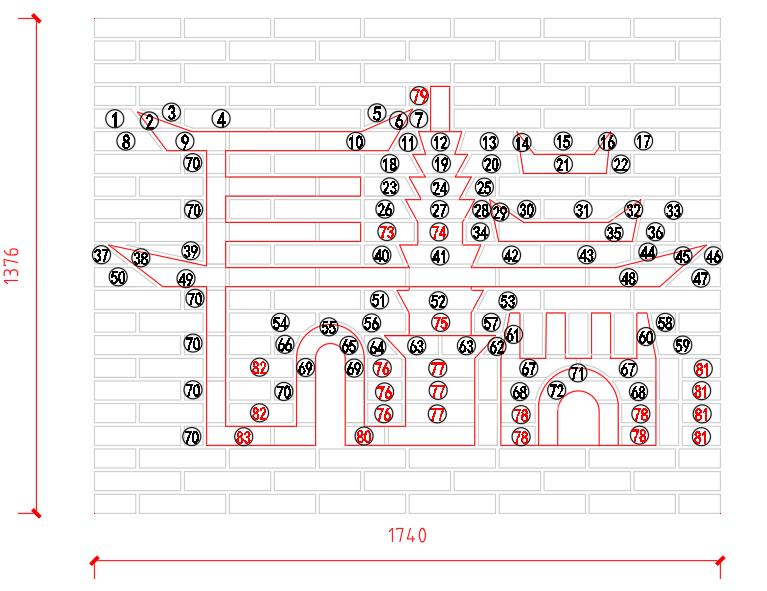 79
1 2 3 4 5 6 7
8 9 10 11 12 13 14 15 16 17
70 18 19 20 21 22
23 24 25
70 26 27 28 29 30 31 32 33
73 74 34 35 36
37 38 39 40 41 42 43 44 45 46
50 49 48 47
70 51 52 53
54 55 56 75 57 61 58
70 66 65 64 63 63 62 60 59
82 69 69 76 77 67 71 67 81
70 70 76 77 68 72 68 81
82 76 77 78 78 81
70 83 80 78 78 81
1376
1740